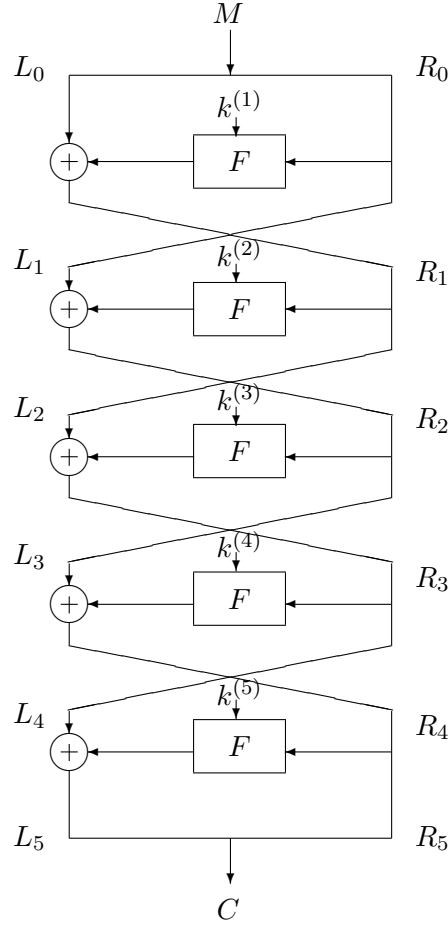 M
L₀ R₀
k⁽¹⁾
+ F
L₁ R₁
k⁽²⁾
+ F
L₂ R₂
k⁽³⁾
+ F
L₃ R₃
k⁽⁴⁾
+ F
L₄ R₄
k⁽⁵⁾
+ F
L₅ R₅
C